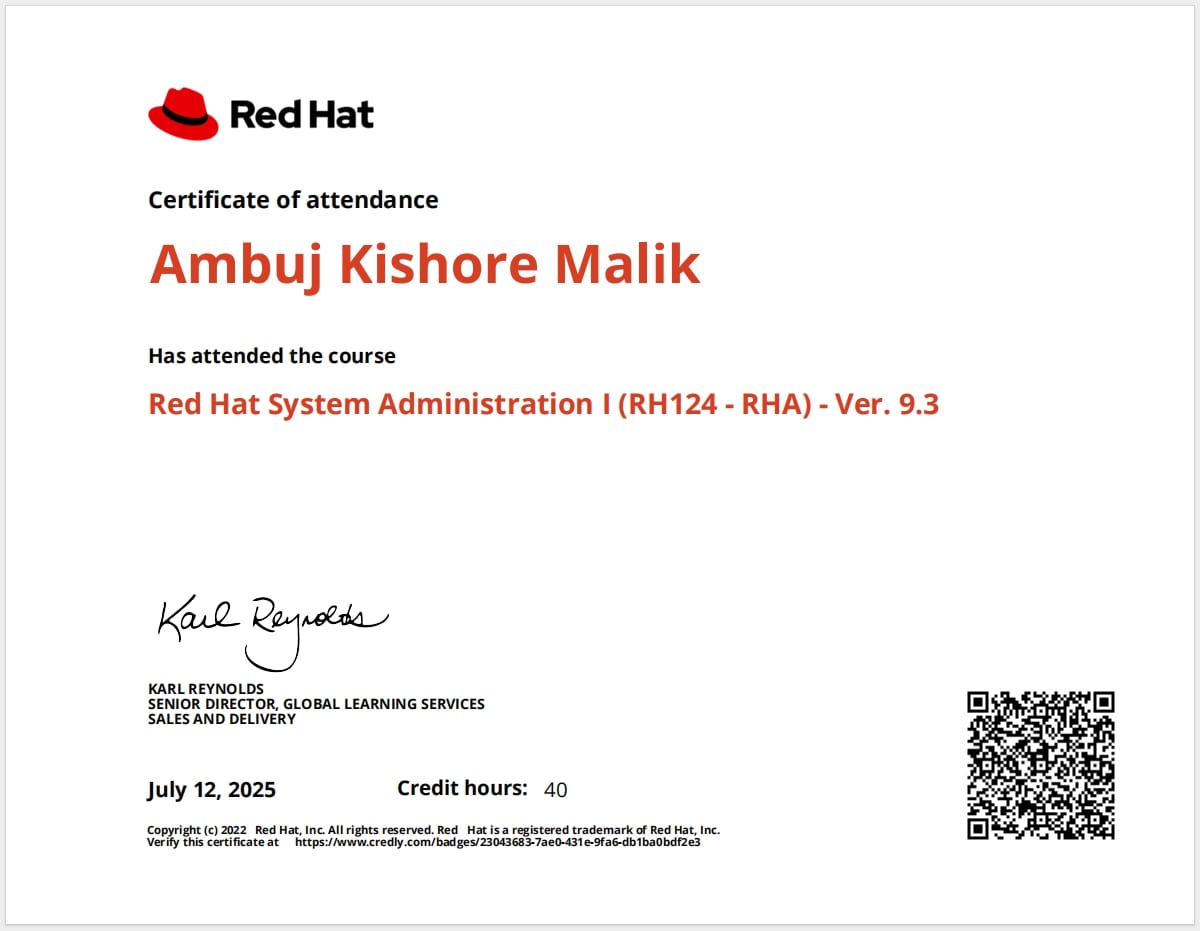 Red Hat
Certificate of attendance
Ambuj Kishore Malik
Has attended the course
Red Hat System Administration I (RH124 - RHA) - Ver. 9.3
Karl Reynolds
KARL REYNOLDS
SENIOR DIRECTOR, GLOBAL LEARNING SERVICES
SALES AND DELIVERY
July 12, 2025 Credit hours: 40
Copyright (c) 2022 Red Hat, Inc. All rights reserved. Red Hat is a registered trademark of Red Hat, Inc.
Verify this certificate at https://www.credly.com/badges/23043683-7ae0-431e-9fa6-db1ba0bdf2e3